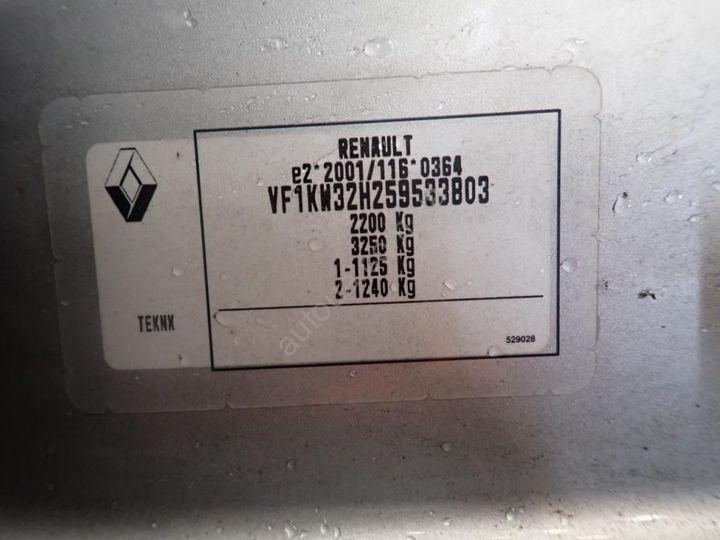 RENAULT
e2*2001/116*0364
VF1KW32H259533803
2200 Kg
3250 Kg
1-1125 Kg
2-1240 Kg
TEKNK
529028